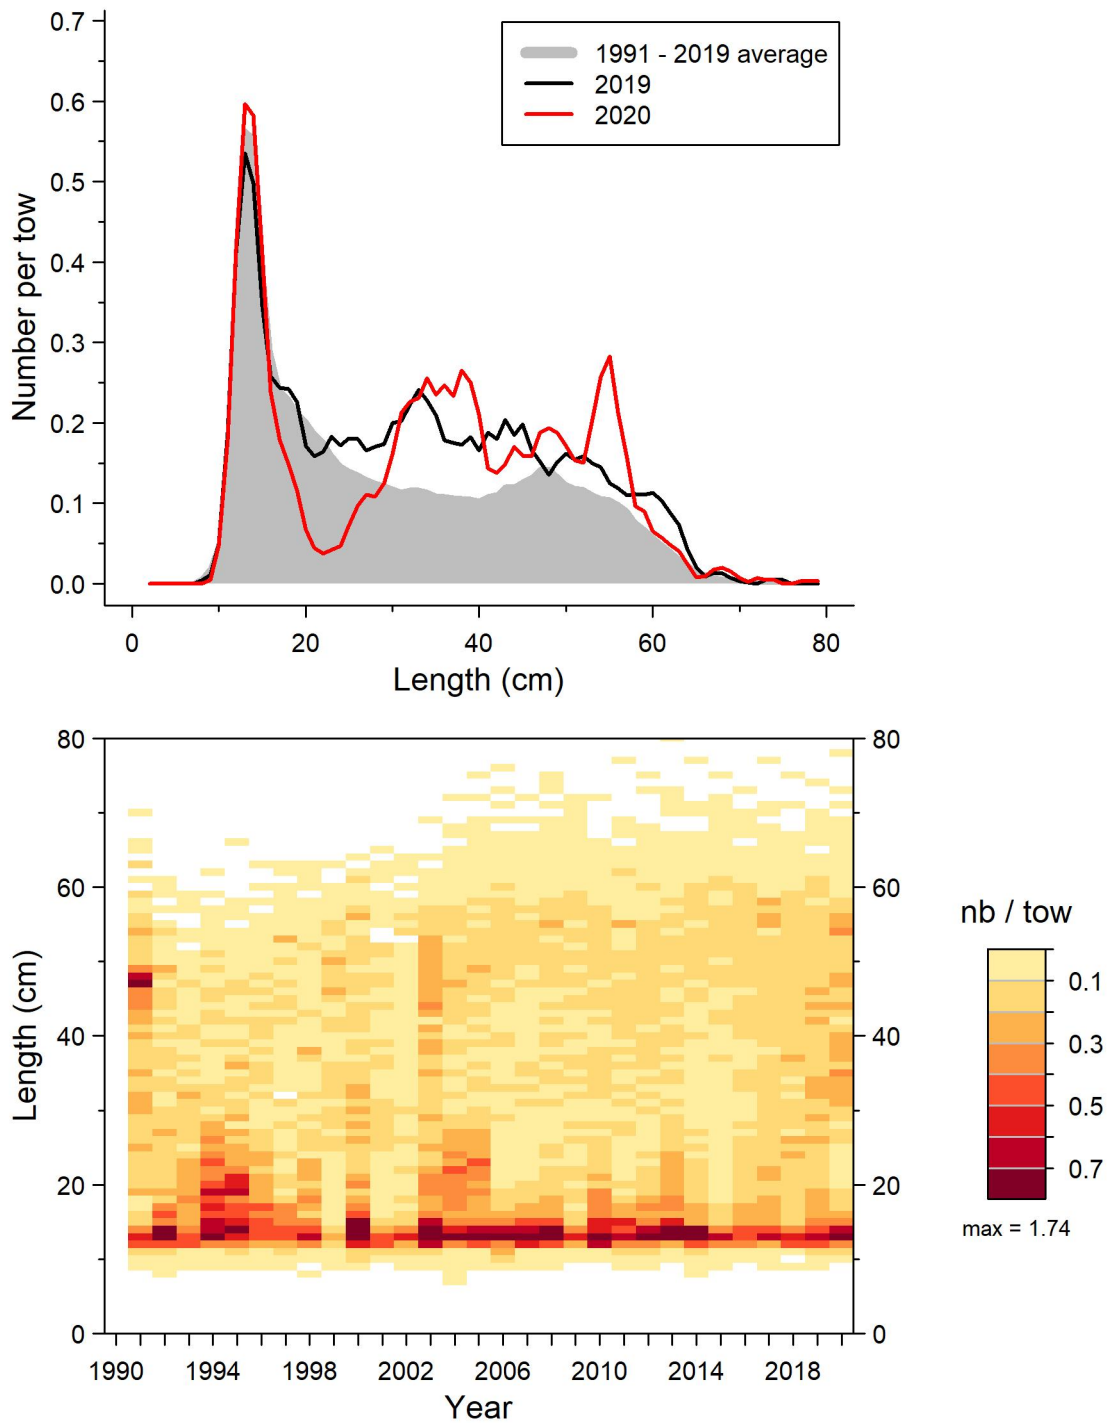 0.7
0.6
0.5
0.4
0.3
0.2
0.1
0.0
Number per tow
1991 - 2019 average
2019
2020
0 20 40 60 80
Length (cm)
80
60
40
20
0
Length (cm)
80
60
40
20
0
1990 1994 1998 2002 2006 2010 2014 2018
Year
nb / tow
0.1
0.3
0.5
0.7
max = 1.74